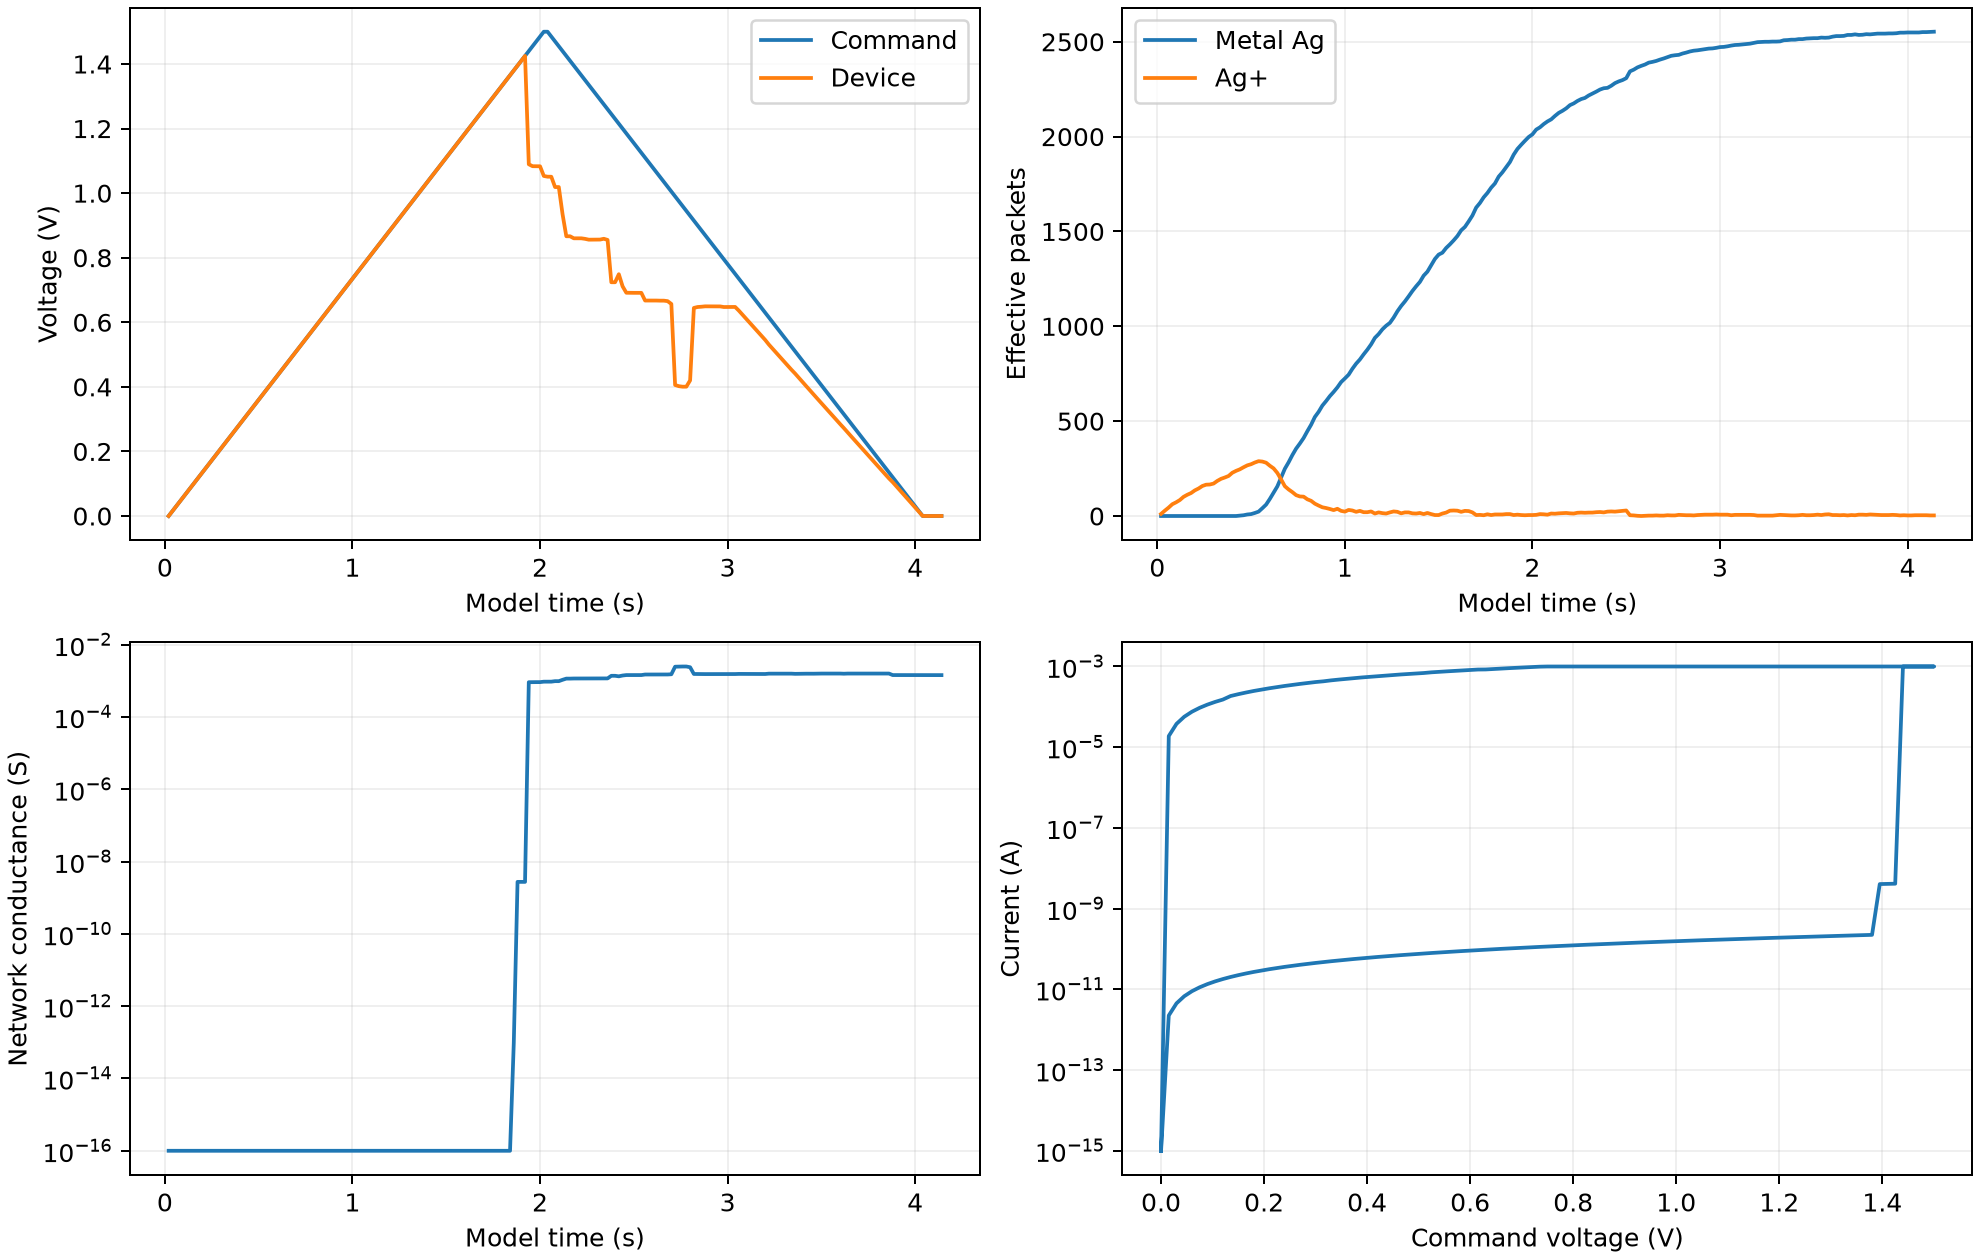 Voltage (V)
1.4
1.2
1.0
0.8
0.6
0.4
0.2
0.0
Command
Device
0 1 2 3 4
Model time (s)
Effective packets
2500
2000
1500
1000
500
0
Metal Ag
Ag+
0 1 2 3 4
Model time (s)
Network conductance (S)
10⁻²
10⁻⁴
10⁻⁶
10⁻⁸
10⁻¹⁰
10⁻¹²
10⁻¹⁴
10⁻¹⁶
0 1 2 3 4
Model time (s)
Current (A)
10⁻³
10⁻⁵
10⁻⁷
10⁻⁹
10⁻¹¹
10⁻¹³
10⁻¹⁵
0.0 0.2 0.4 0.6 0.8 1.0 1.2 1.4
Command voltage (V)